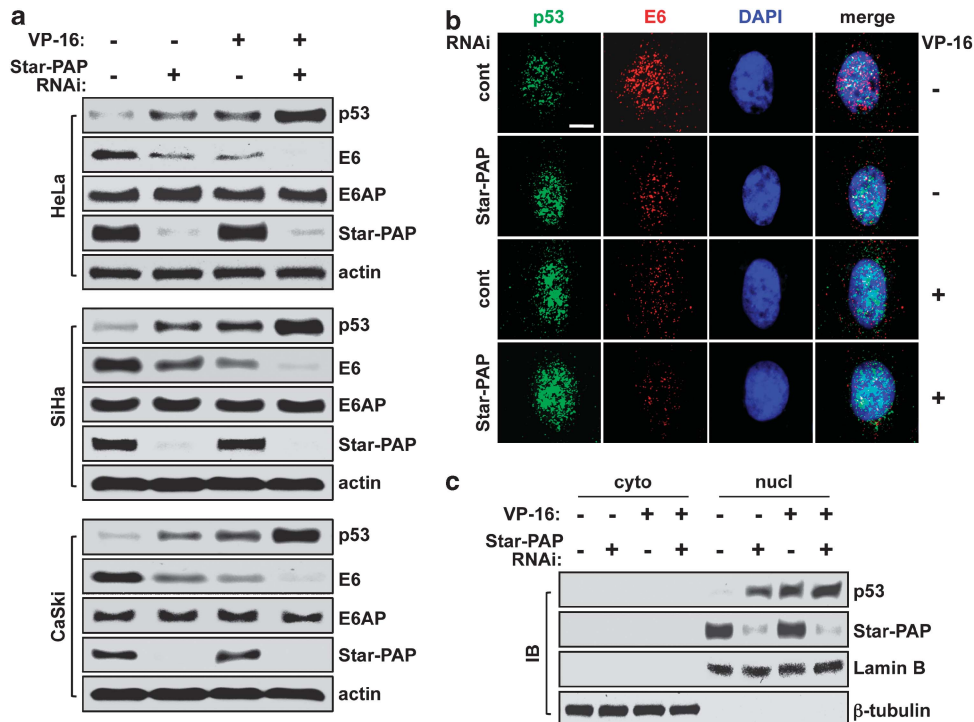 a
VP-16: - - + +
Star-PAP RNAi: - + - +
HeLa
p53
E6
E6AP
Star-PAP
actin
SiHa
p53
E6
E6AP
Star-PAP
actin
CaSki
p53
E6
E6AP
Star-PAP
actin
b
p53 E6 DAPI merge
RNAi VP-16
cont -
Star-PAP -
cont +
Star-PAP +
c
cyto nucl
VP-16: - - + + - - + +
Star-PAP RNAi: - + - + - + - +
IB
p53
Star-PAP
Lamin B
β-tubulin